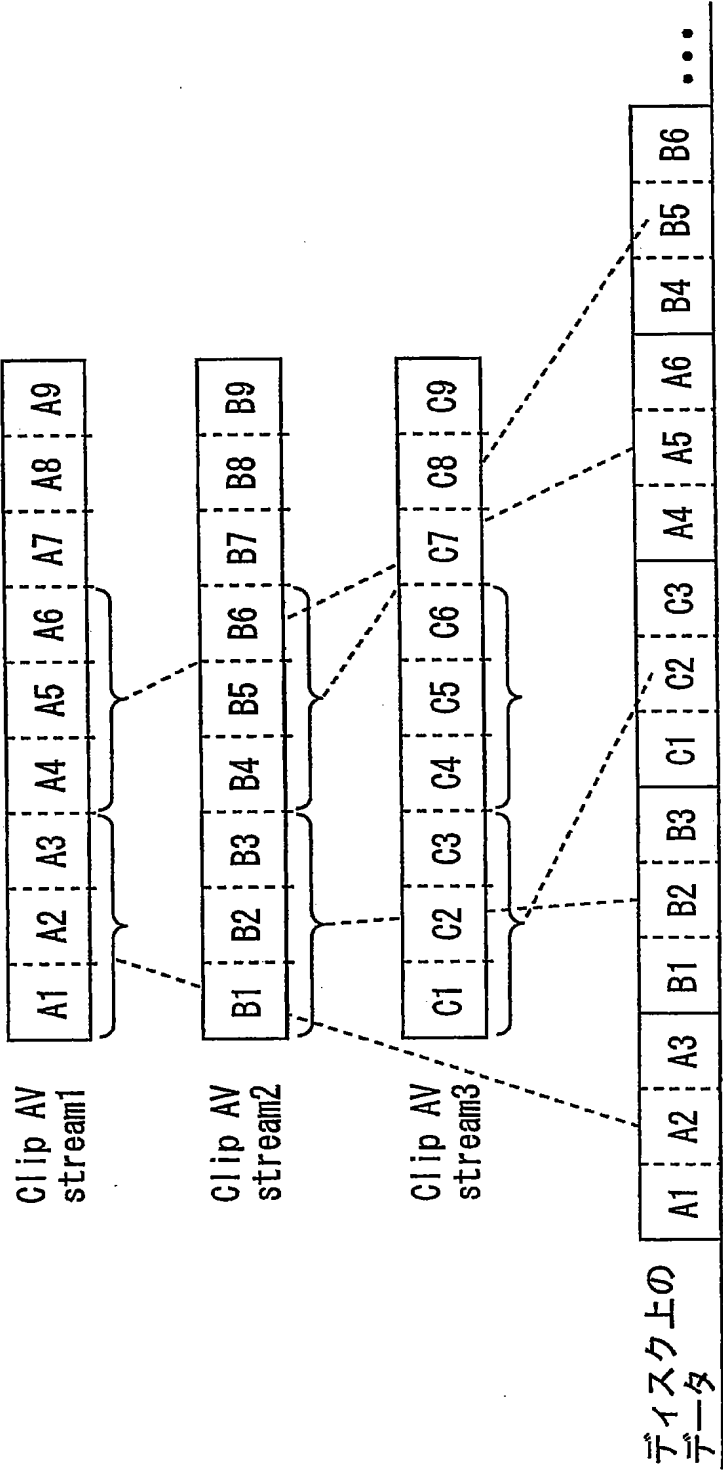 Clip AV
stream1
A1 A2 A3 A4 A5 A6 A7 A8 A9
Clip AV
stream2
B1 B2 B3 B4 B5 B6 B7 B8 B9
Clip AV
stream3
C1 C2 C3 C4 C5 C6 C7 C8 C9
ディスク上の
データ
A1 A2 A3 B1 B2 B3 C1 C2 C3 A4 A5 A6 B4 B5 B6 •••